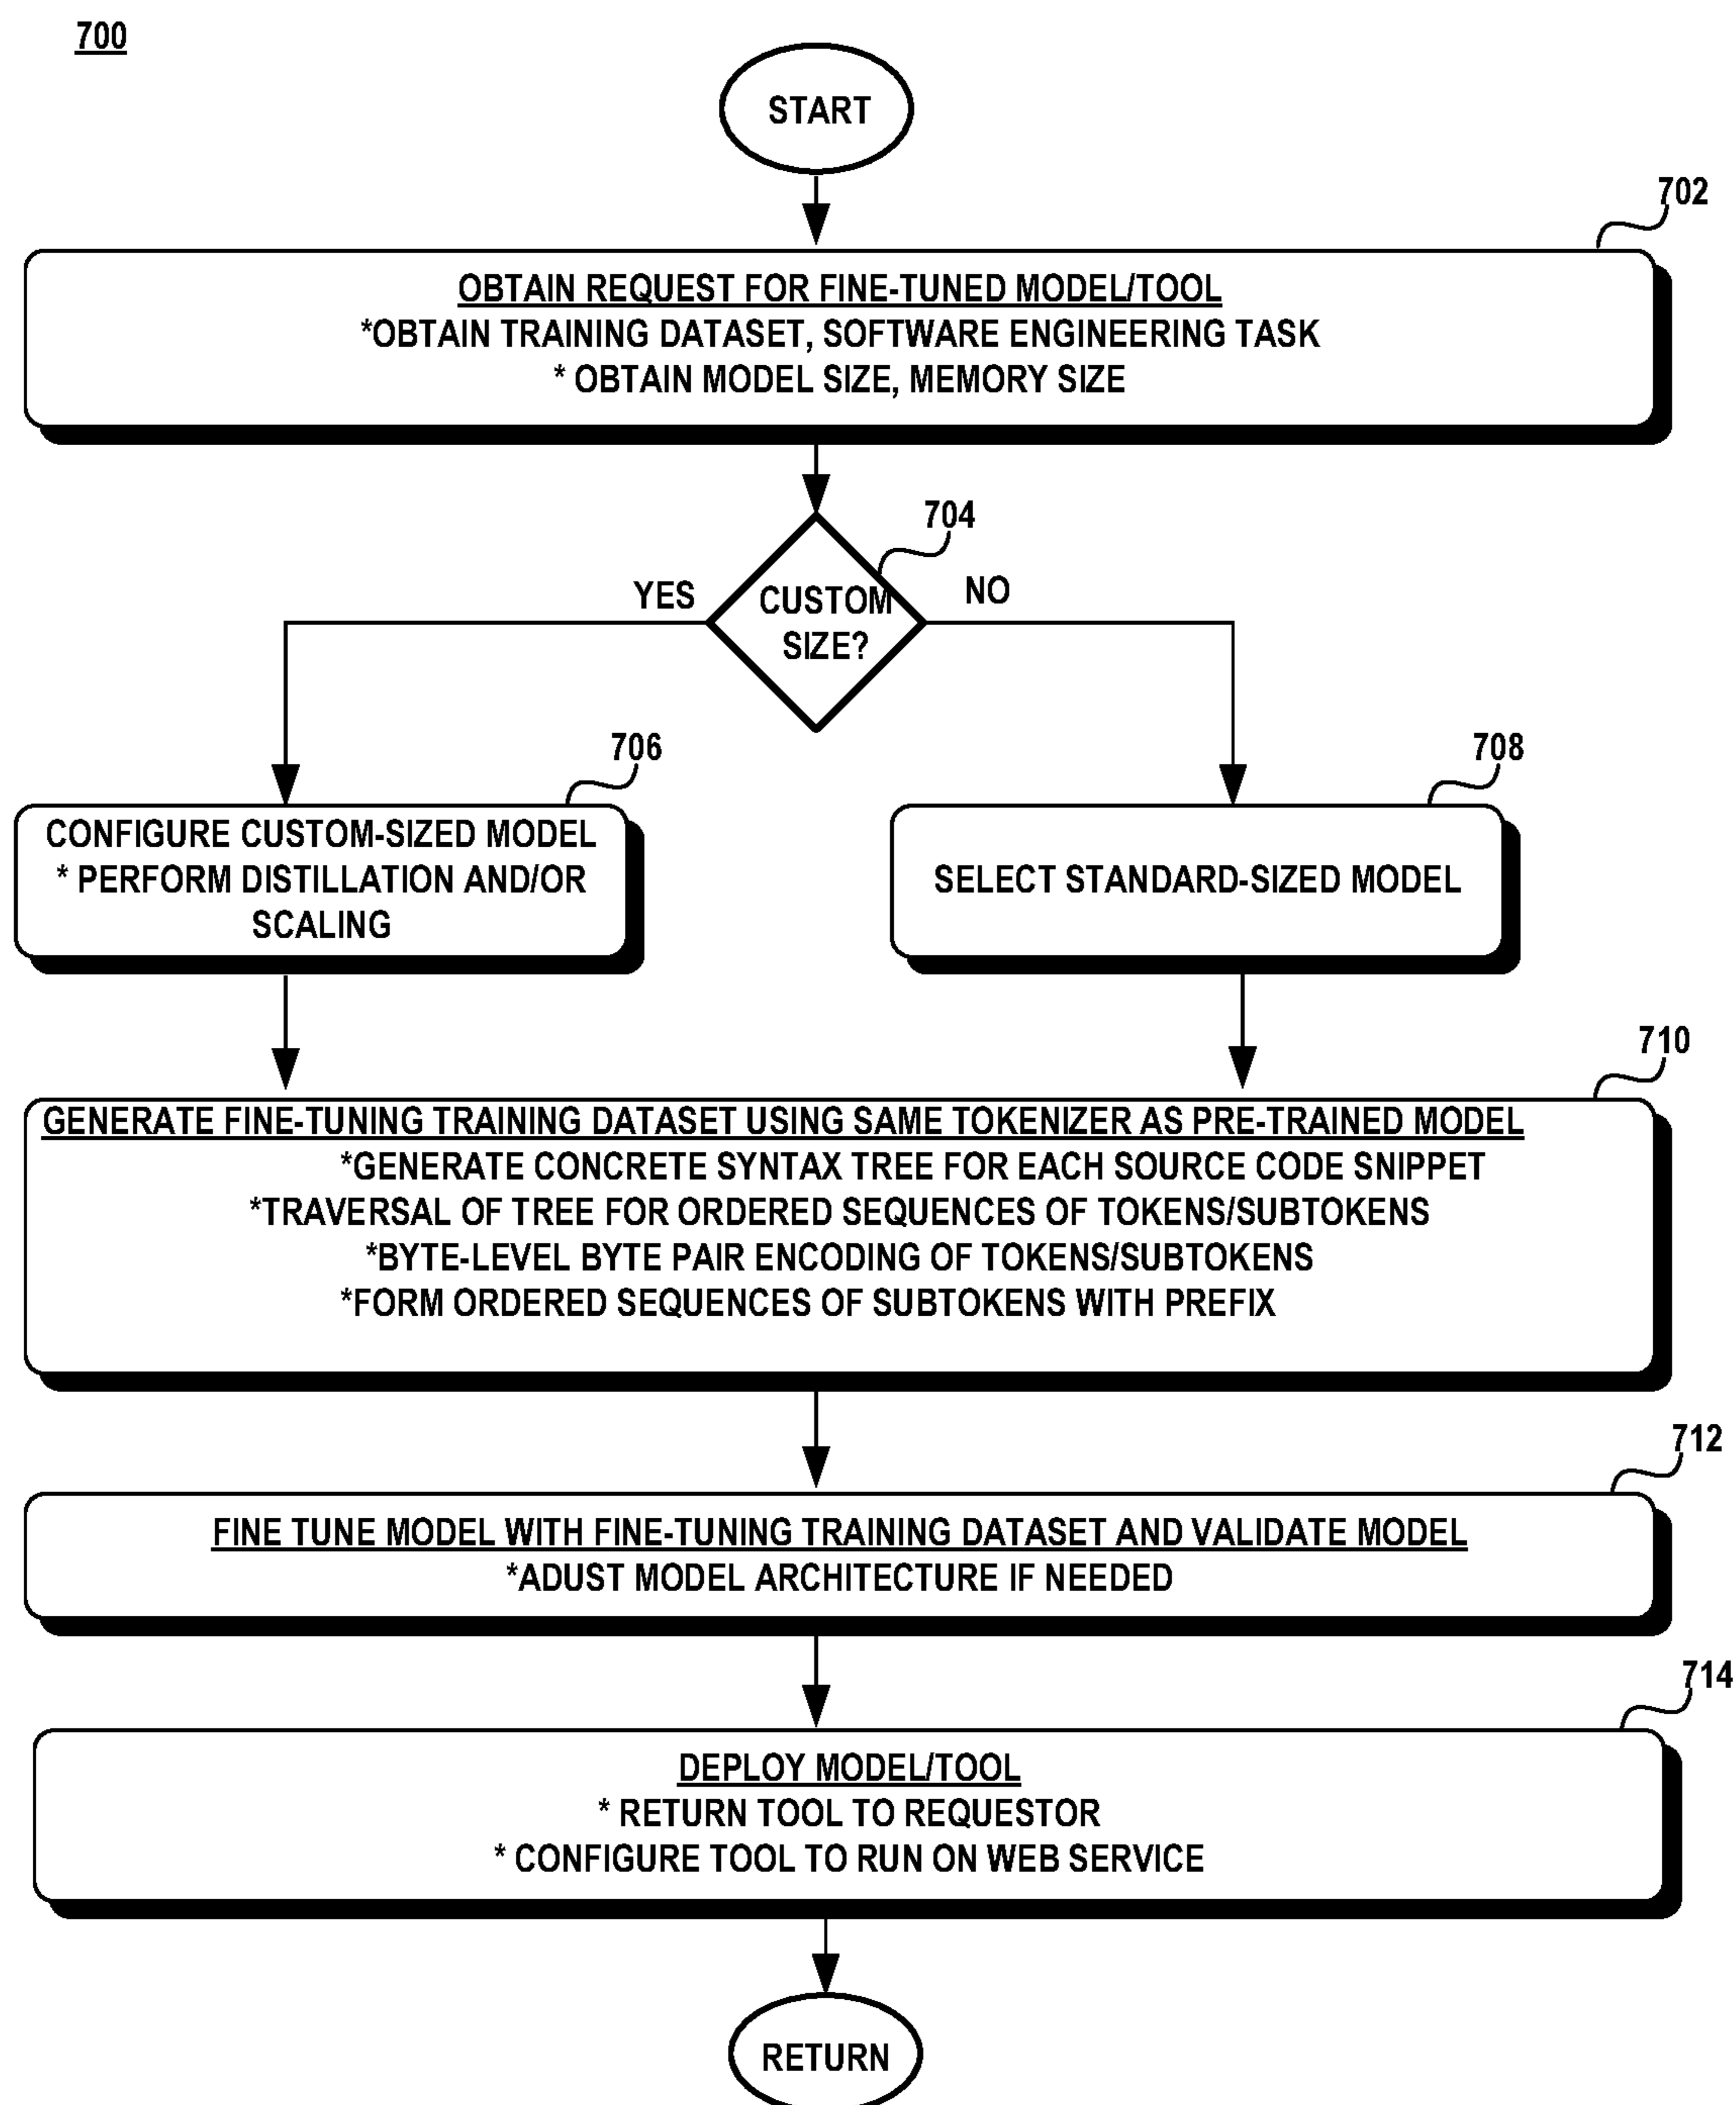 700
START
702
OBTAIN REQUEST FOR FINE-TUNED MODEL/TOOL
*OBTAIN TRAINING DATASET, SOFTWARE ENGINEERING TASK
* OBTAIN MODEL SIZE, MEMORY SIZE
704
YES
CUSTOM
SIZE?
NO
706
CONFIGURE CUSTOM-SIZED MODEL
* PERFORM DISTILLATION AND/OR
SCALING
708
SELECT STANDARD-SIZED MODEL
710
GENERATE FINE-TUNING TRAINING DATASET USING SAME TOKENIZER AS PRE-TRAINED MODEL
*GENERATE CONCRETE SYNTAX TREE FOR EACH SOURCE CODE SNIPPET
*TRAVERSAL OF TREE FOR ORDERED SEQUENCES OF TOKENS/SUBTOKENS
*BYTE-LEVEL BYTE PAIR ENCODING OF TOKENS/SUBTOKENS
*FORM ORDERED SEQUENCES OF SUBTOKENS WITH PREFIX
712
FINE TUNE MODEL WITH FINE-TUNING TRAINING DATASET AND VALIDATE MODEL
*ADUST MODEL ARCHITECTURE IF NEEDED
714
DEPLOY MODEL/TOOL
* RETURN TOOL TO REQUESTOR
* CONFIGURE TOOL TO RUN ON WEB SERVICE
RETURN